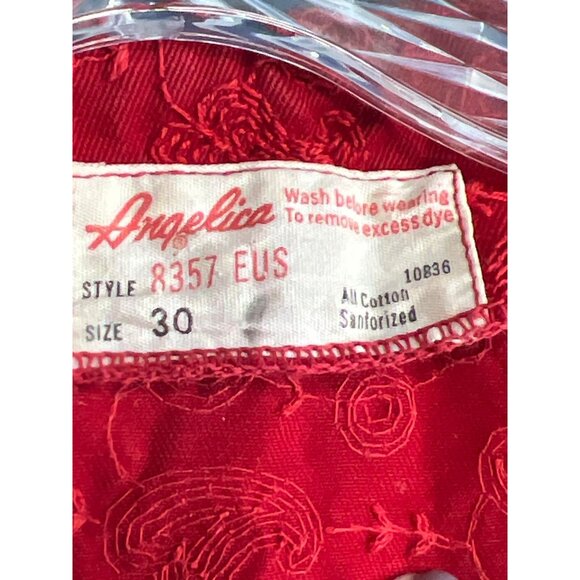 Angelica®
Wash before wearing
To remove excess dye
STYLE 8357 EUS
SIZE 30
10836
All Cotton
Sanforized